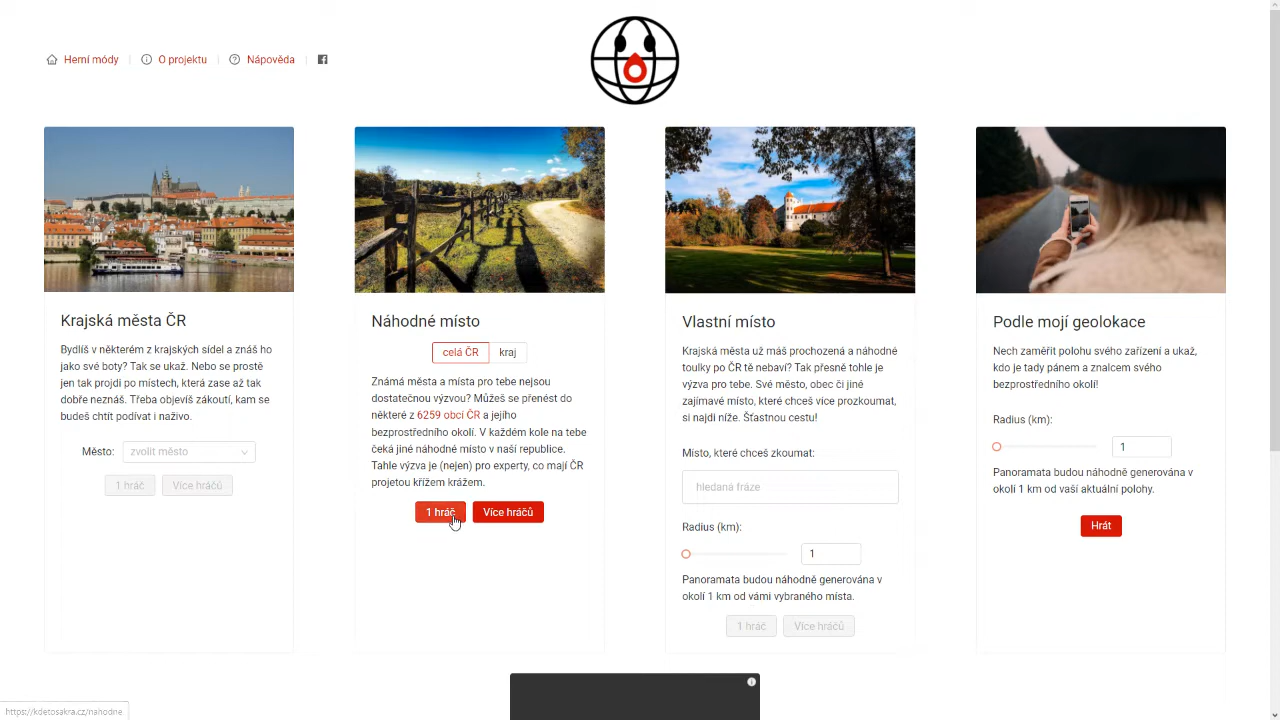 Herní módy
O projektu
Nápověda
Krajská města ČR
Bydlíš v některém z krajských sídel a znáš ho
jako své boty? Tak se ukaž. Nebo se prostě
jen tak projdi po místech, která zase až tak
dobře neznáš. Třeba objevíš zákoutí, kam se
budeš chtít podívat i naživo.
Město:
zvolit město
1 hráč
Více hráčů
Náhodné místo
celá ČR
kraj
Známá města a místa pro tebe nejsou
dostatečnou výzvou? Můžeš se přenést do
některé z 6259 obcí ČR a jejího
bezprostředního okolí. V každém kole na tebe
čeká jiné náhodné místo v naší republice.
Tahle výzva je (nejen) pro experty, co mají ČR
projetou křížem krážem.
1 hráč
Více hráčů
Vlastní místo
Krajská města už máš prochozená a náhodné
toulky po ČR tě nebaví? Tak přesně tohle je
výzva pro tebe. Své město, obec či jiné
zajímavé místo, které chceš více prozkoumat,
si najdi níže. Šťastnou cestu!
Místo, které chceš zkoumat:
hledaná fráze
Radius (km):
1
Panoramata budou náhodně generována v
okolí 1 km od vámi vybraného místa.
1 hráč
Více hráčů
Podle mojí geolokace
Nech zaměřit polohu svého zařízení a ukaž,
kdo je tady pánem a znalcem svého
bezprostředního okolí!
Radius (km):
1
Panoramata budou náhodně generována v
okolí 1 km od vaší aktuální polohy.
Hrát
https://kdetosakra.cz/nahodne